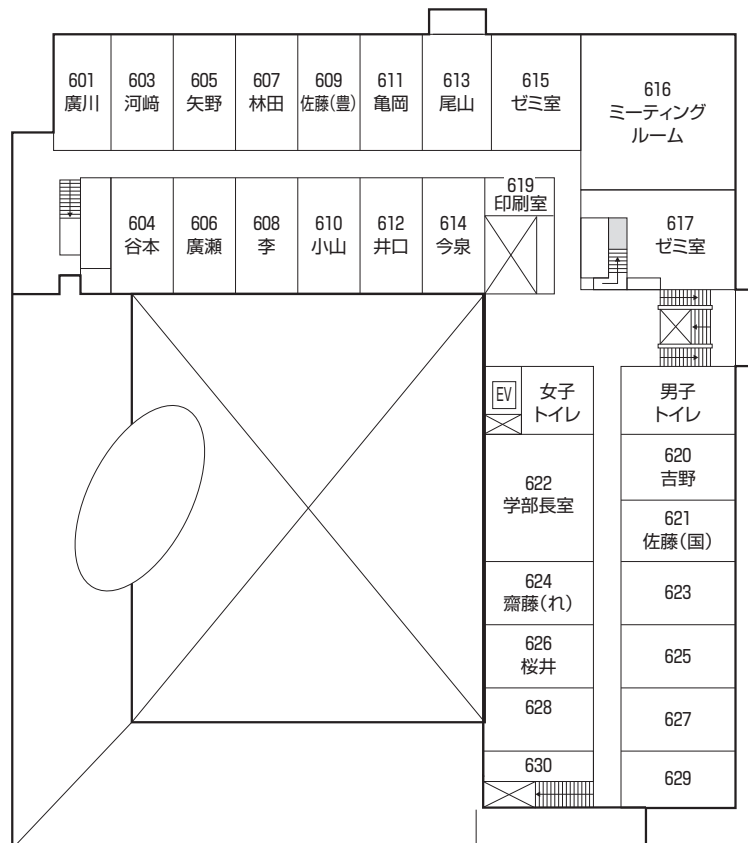 601
廣川
603
河﨑
605
矢野
607
林田
609
佐藤(豊)
611
亀岡
613
尾山
615
ゼミ室
616
ミーティング
ルーム
604
谷本
606
廣瀬
608
李
610
小山
612
井口
614
今泉
619
印刷室
617
ゼミ室
EV
女子
トイレ
男子
トイレ
622
学部長室
620
吉野
621
佐藤(国)
624
齋藤(れ)
623
626
桜井
625
628
627
630
629